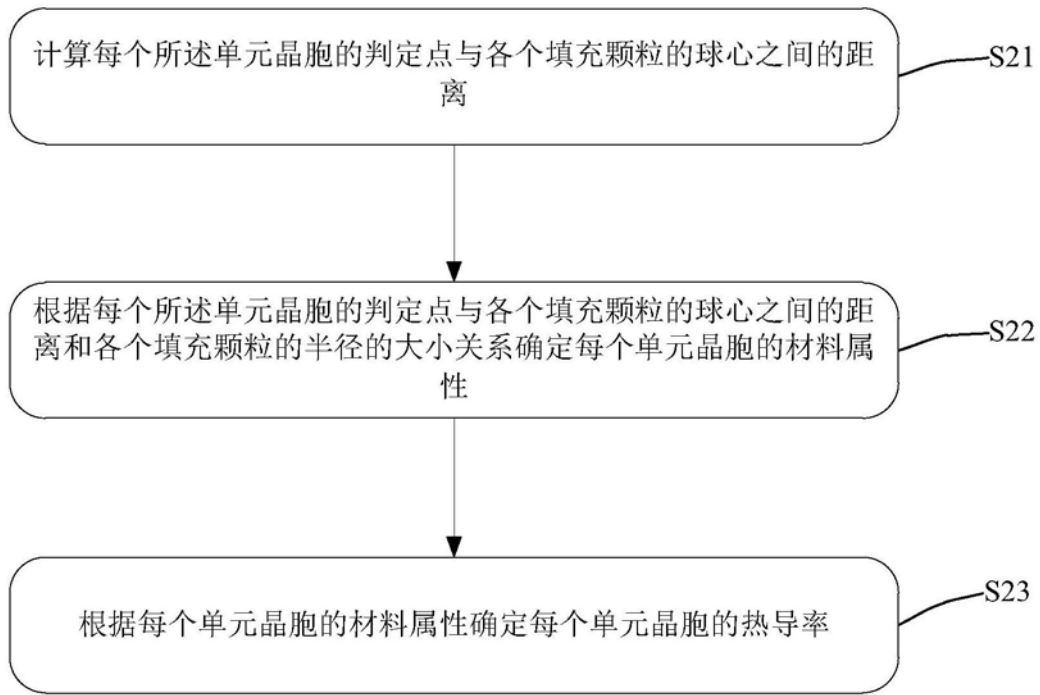 计算每个所述单元晶胞的判定点与各个填充颗粒的球心之间的距
离
S21
根据每个所述单元晶胞的判定点与各个填充颗粒的球心之间的距
离和各个填充颗粒的半径的大小关系确定每个单元晶胞的材料属
性
S22
根据每个单元晶胞的材料属性确定每个单元晶胞的热导率
S23